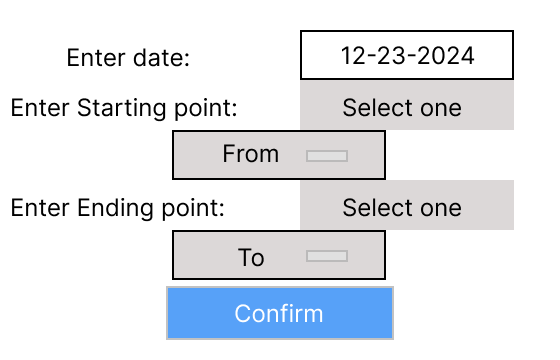 Enter date: 12-23-2024
Enter Starting point: Select one
From
Enter Ending point: Select one
To
Confirm